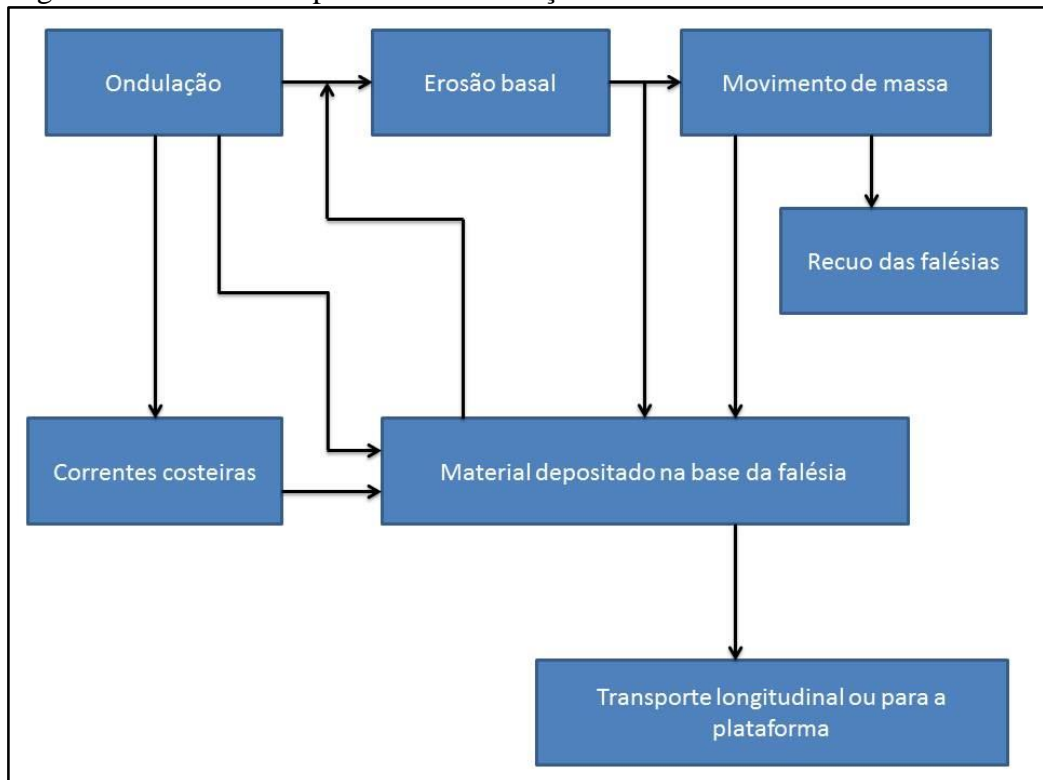 Ondulação
Erosão basal
Movimento de massa
Recuo das falésias
Correntes costeiras
Material depositado na base da falésia
Transporte longitudinal ou para a
plataforma